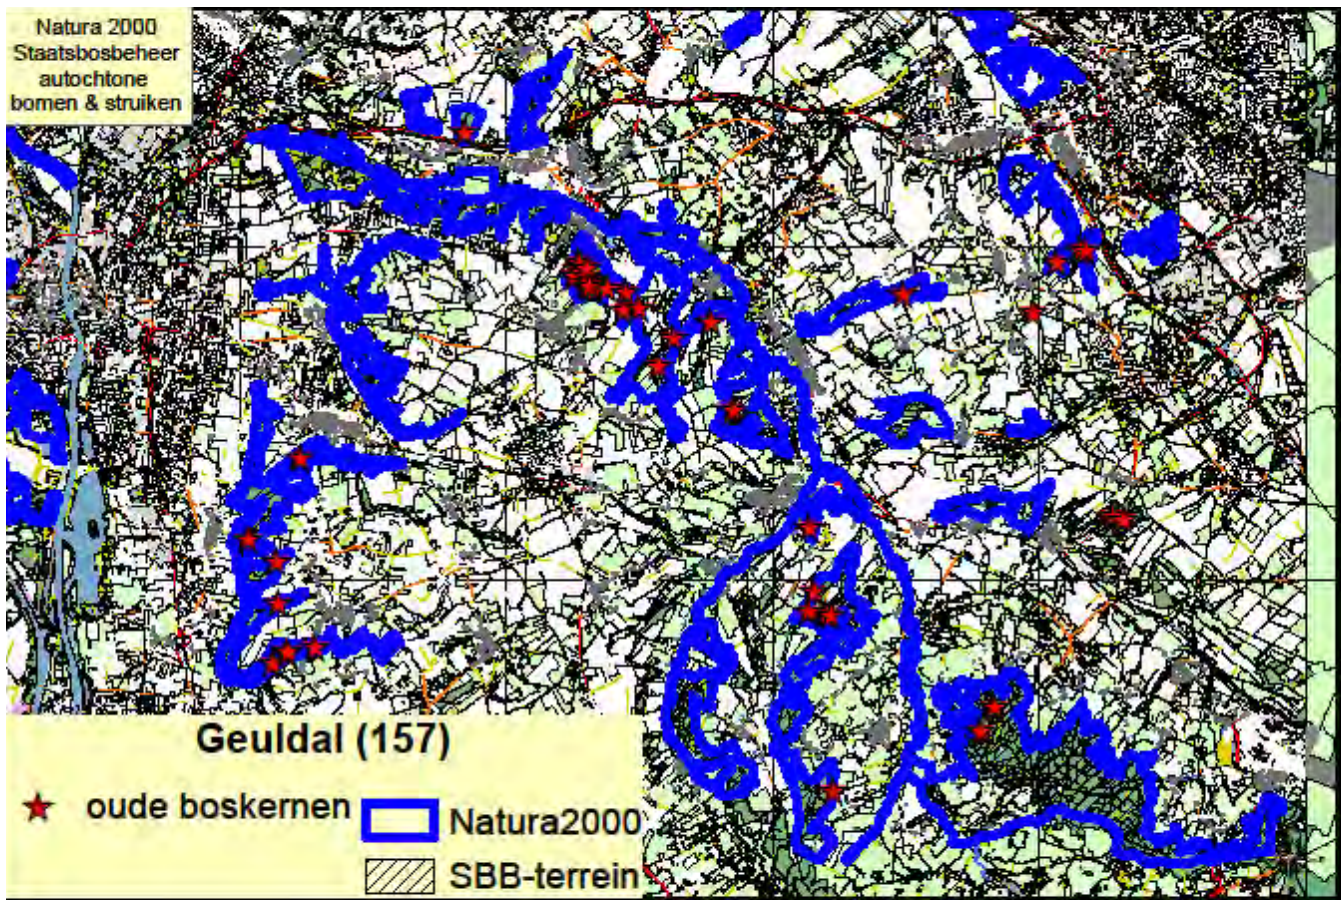 Natura 2000
Staatsbosbeheer
autochtone
bomen & struiken
Geuldal (157)
oude boskernen
Natura2000
SBB-terrein